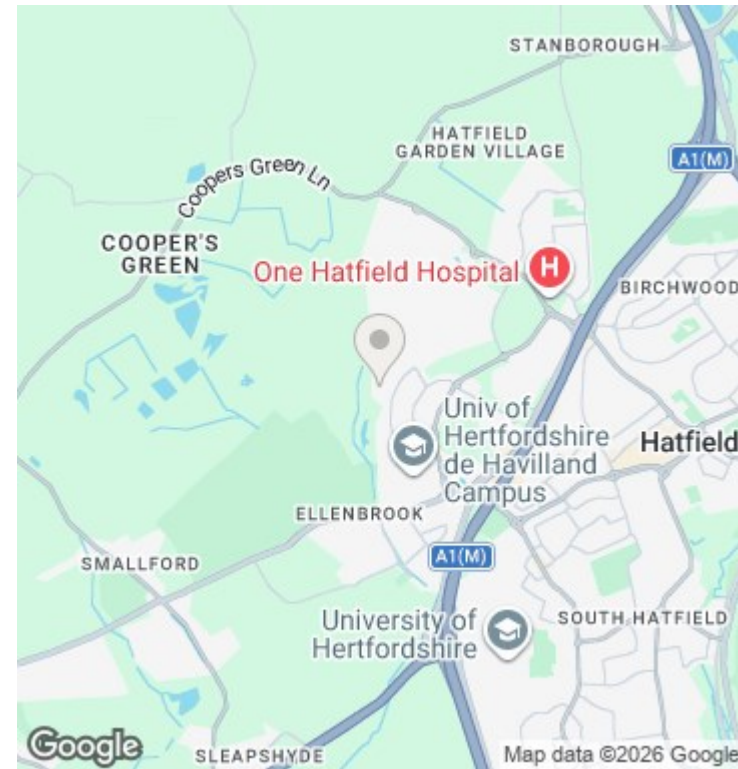 STANBOROUGH
HATFIELD
GARDEN VILLAGE
A1(M)
Coopers Green Ln
COOPER'S
GREEN
One Hatfield Hospital
H
BIRCHWOOD
Univ of
Hertfordshire
de Havilland
Campus
Hatfield
ELLENBROOK
SMALLFORD
A1(M)
University of
Hertfordshire
SOUTH HATFIELD
Google
SLEAPSHYDE
Map data ©2026 Google